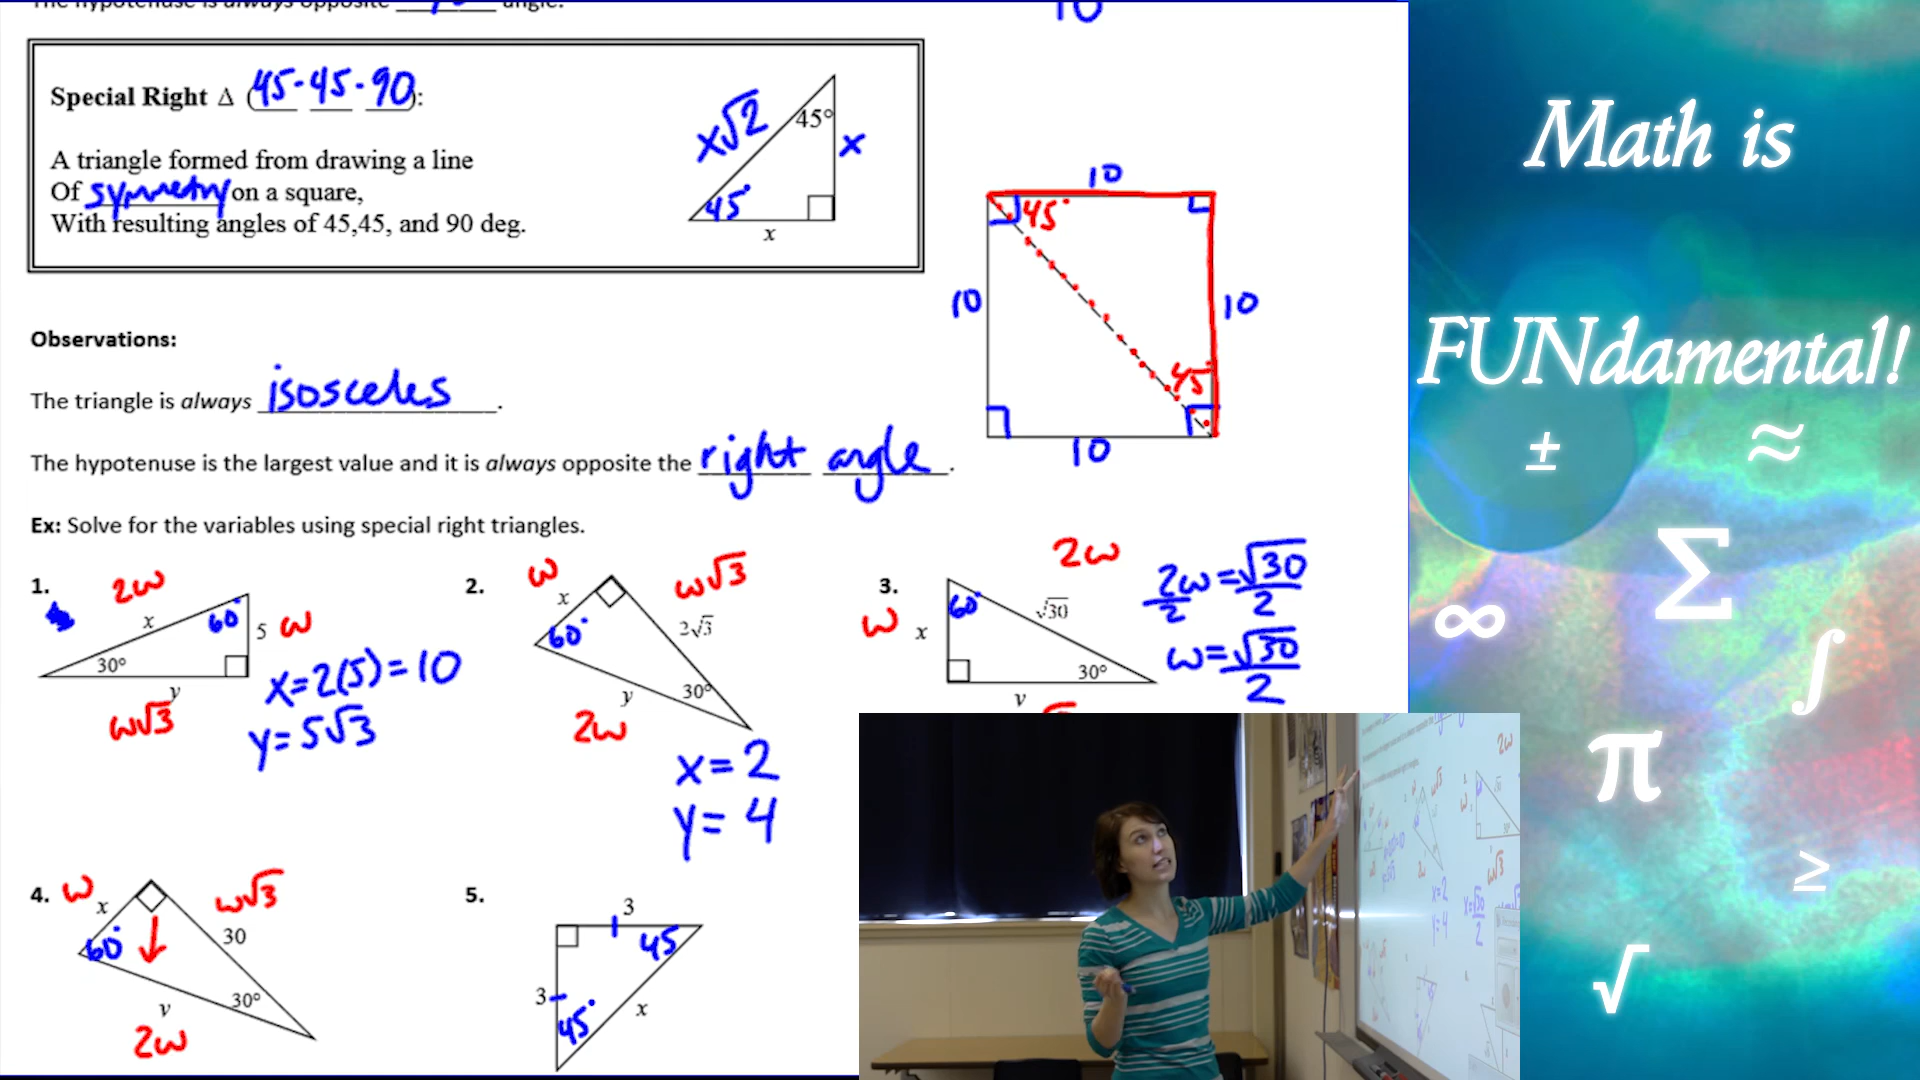 The hypotenuse is always opposite angle.
10
Special Right Δ (45-45-90):
A triangle formed from drawing a line
Of symmetry on a square,
With resulting angles of 45,45, and 90 deg.
x√2
45°
x
45°
x
10
45°
10
10
45
10
Observations:
The triangle is always isosceles.
The hypotenuse is the largest value and it is always opposite the right angle.
Ex: Solve for the variables using special right triangles.
1.
2w
x
60°
5 w
30°
y
w√3
x=2(5)=10
y=5√3
2.
w
x
w√3
2√3
60°
30°
y
2w
x=2
y=4
3.
2w
60°
√30
w
x
30°
y
2w=√30
2 2
w=√30
2
4.
w
x
w√3
30
60°
30°
y
2w
5.
3
45
3
45°
x
Math is
FUNdamental!
± ≈
Σ
∞
∫
π
≥
√